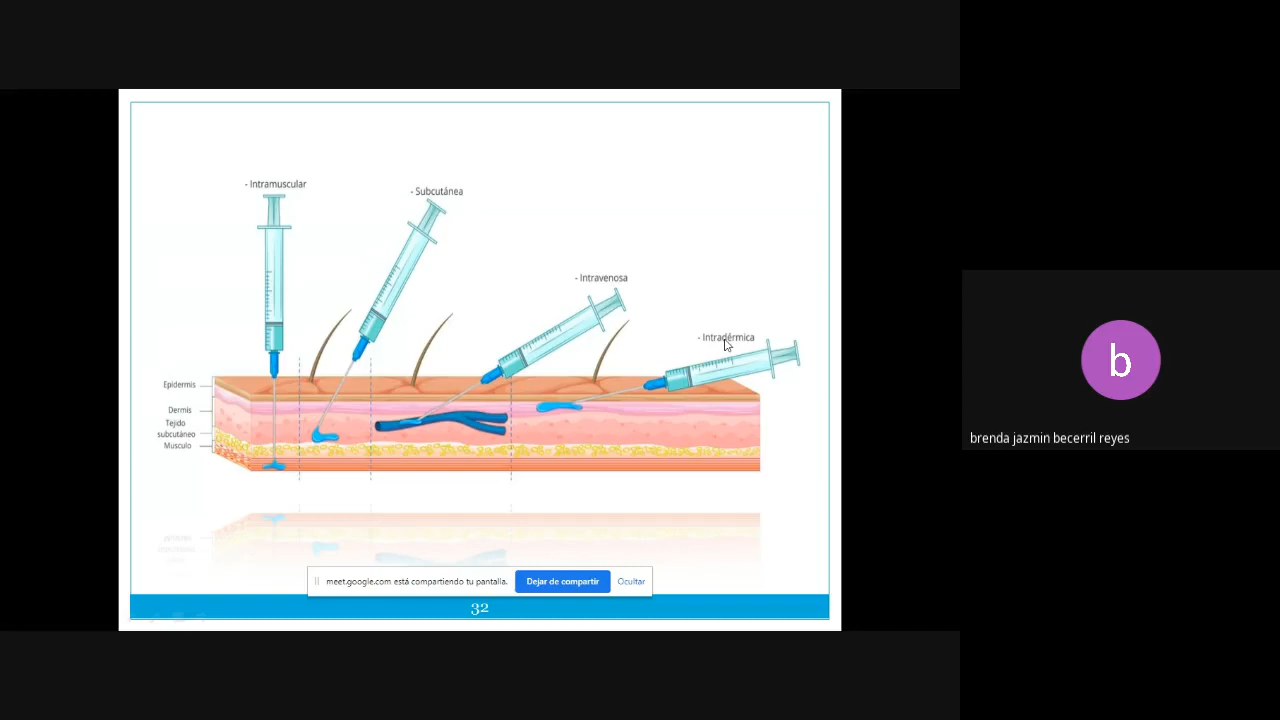 - Intramuscular
- Subcutánea
- Intravenosa
- Intradérmica
Epidermis
Dermis
Tejido
subcutáneo
Musculo
meet.google.com está compartiendo tu pantalla.
Dejar de compartir
Ocultar
32
b
brenda jazmin becerril reyes